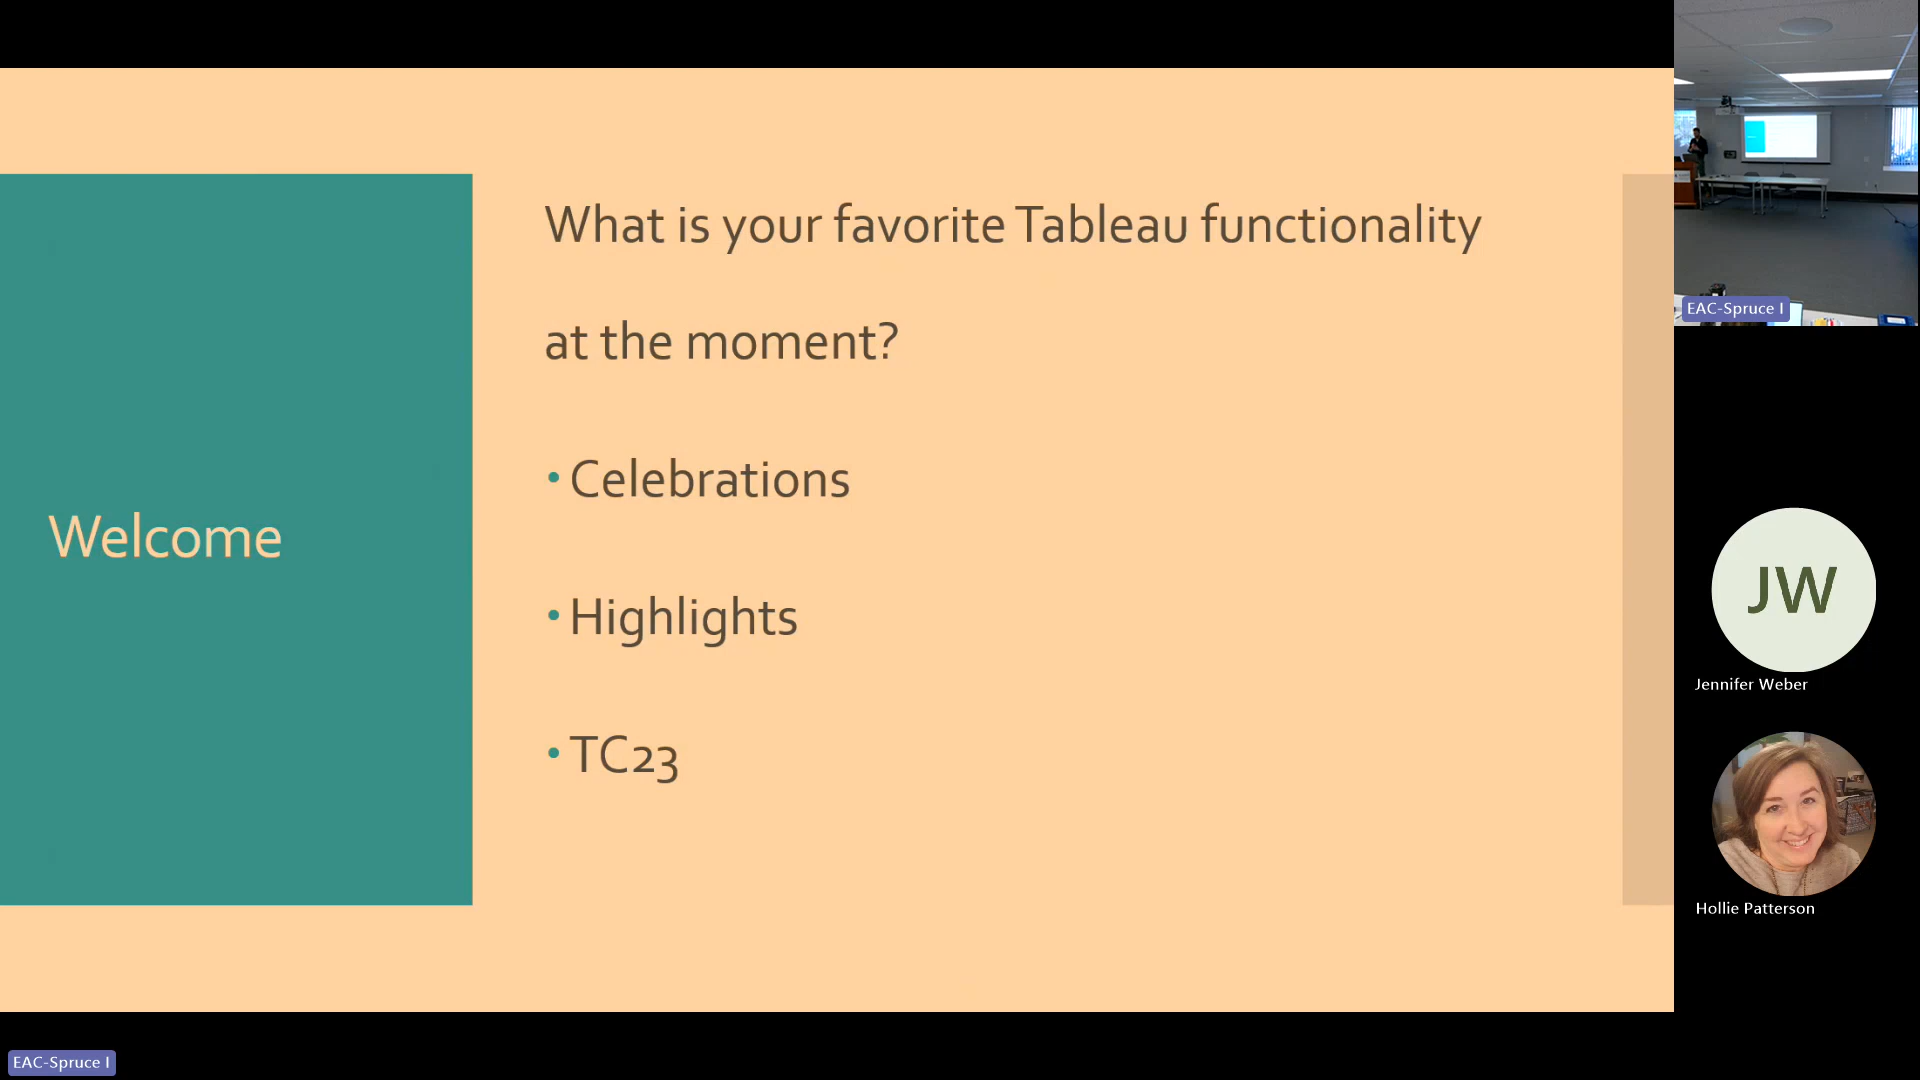 Welcome
What is your favorite Tableau functionality
at the moment?
• Celebrations
• Highlights
• TC23
EAC-Spruce I
JW
Jennifer Weber
Hollie Patterson
EAC-Spruce I